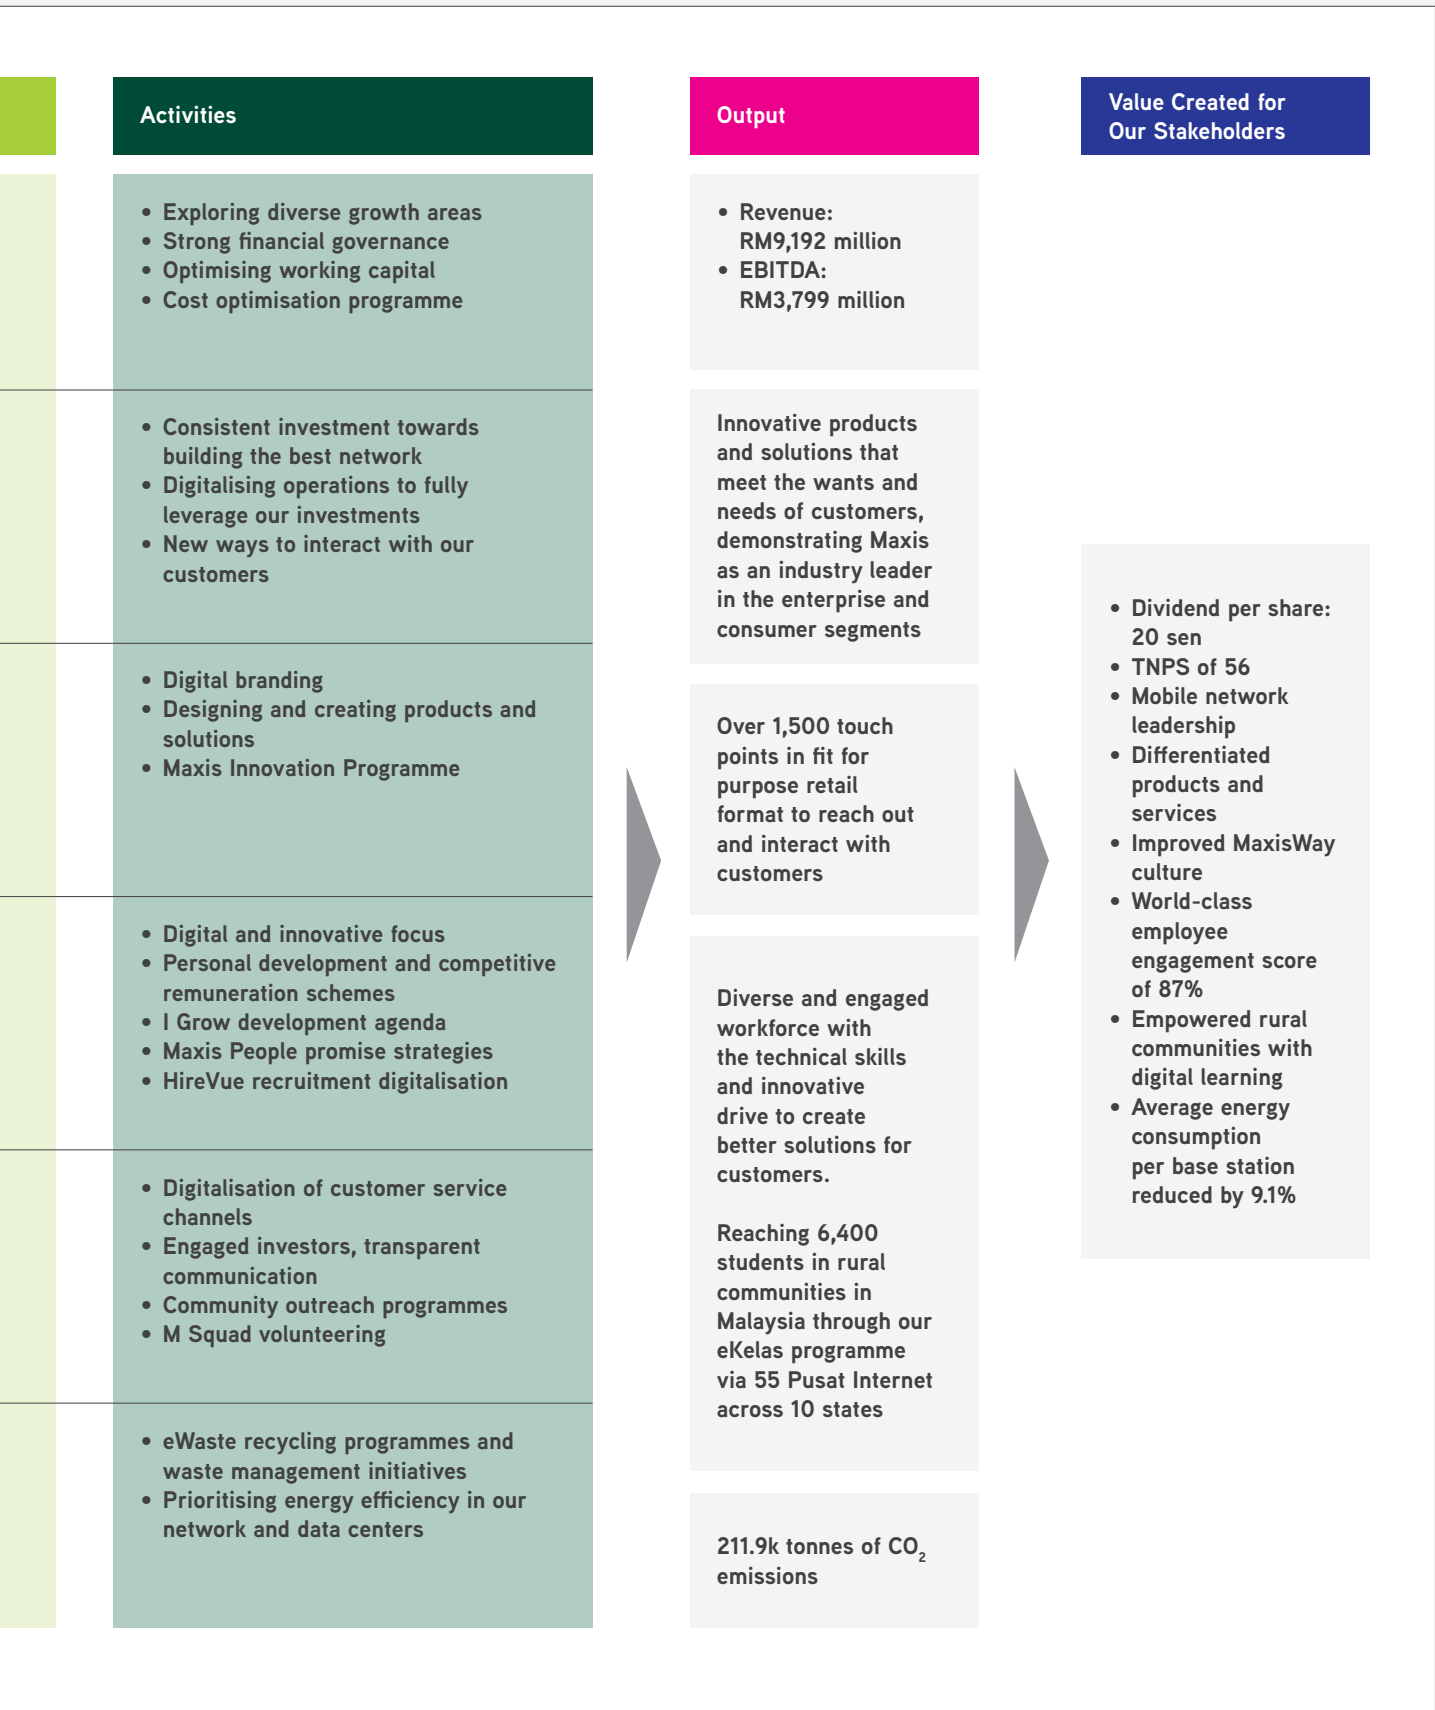 Activities
• Exploring diverse growth areas
• Strong financial governance
• Optimising working capital
• Cost optimisation programme
• Consistent investment towards
building the best network
• Digitalising operations to fully
leverage our investments
• New ways to interact with our
customers
• Digital branding
• Designing and creating products and
solutions
• Maxis Innovation Programme
• Digital and innovative focus
• Personal development and competitive
remuneration schemes
• I Grow development agenda
• Maxis People promise strategies
• HireVue recruitment digitalisation
• Digitalisation of customer service
channels
• Engaged investors, transparent
communication
• Community outreach programmes
• M Squad volunteering
• eWaste recycling programmes and
waste management initiatives
• Prioritising energy efficiency in our
network and data centers
Output
• Revenue:
RM9,192 million
• EBITDA:
RM3,799 million
Innovative products
and solutions that
meet the wants and
needs of customers,
demonstrating Maxis
as an industry leader
in the enterprise and
consumer segments
Over 1,500 touch
points in fit for
purpose retail
format to reach out
and interact with
customers
Diverse and engaged
workforce with
the technical skills
and innovative
drive to create
better solutions for
customers.
Reaching 6,400
students in rural
communities in
Malaysia through our
eKelas programme
via 55 Pusat Internet
across 10 states
211.9k tonnes of CO₂
emissions
Value Created for
Our Stakeholders
• Dividend per share:
20 sen
• TNPS of 56
• Mobile network
leadership
• Differentiated
products and
services
• Improved MaxisWay
culture
• World-class
employee
engagement score
of 87%
• Empowered rural
communities with
digital learning
• Average energy
consumption
per base station
reduced by 9.1%